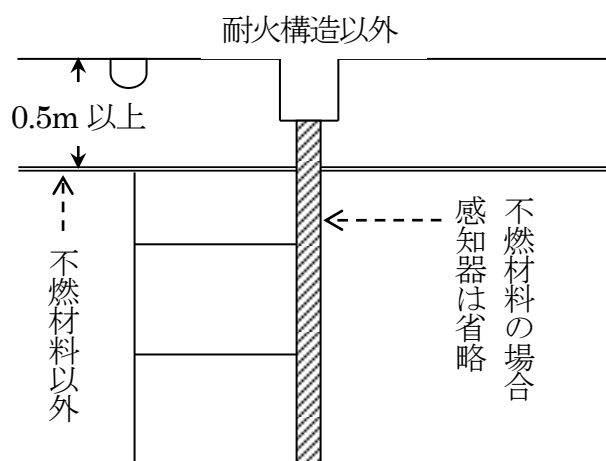 耐火構造以外
0.5m 以上
不燃材料以外
不燃材料の場合
感知器は省略